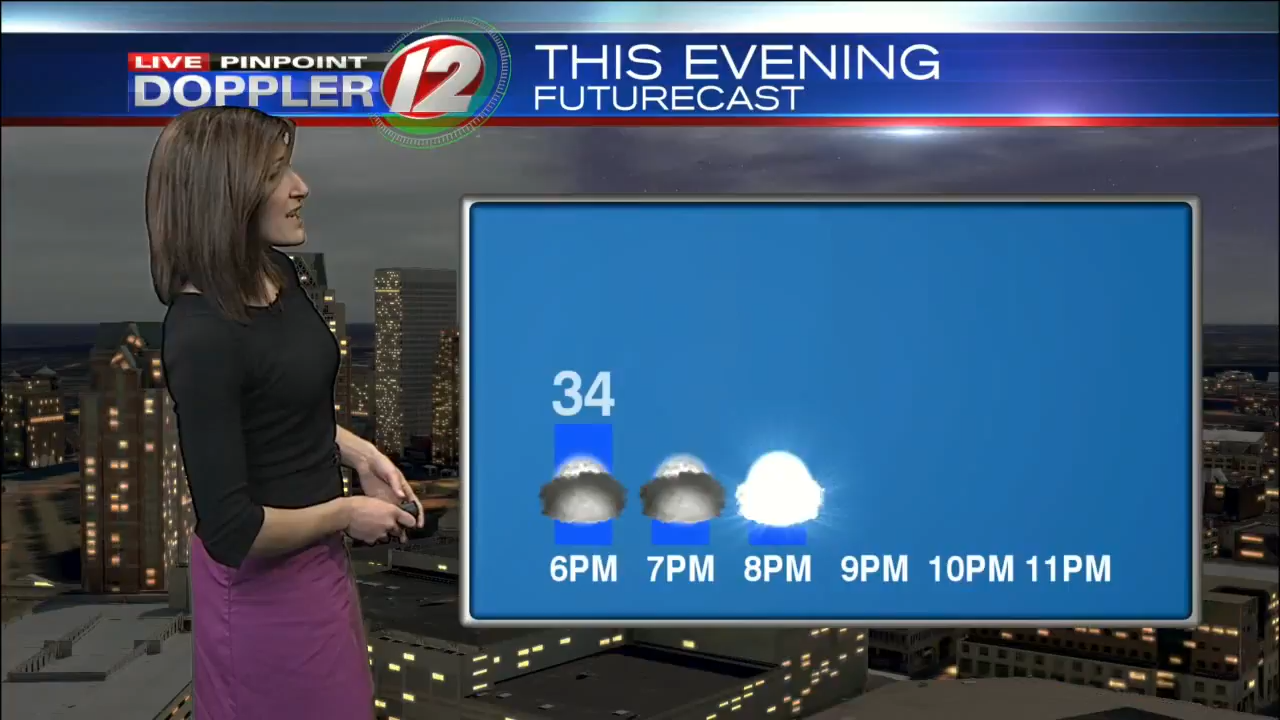 LIVE PINPOINT
DOPPLER 12
THIS EVENING
FUTURECAST
34
6PM 7PM 8PM 9PM 10PM 11PM